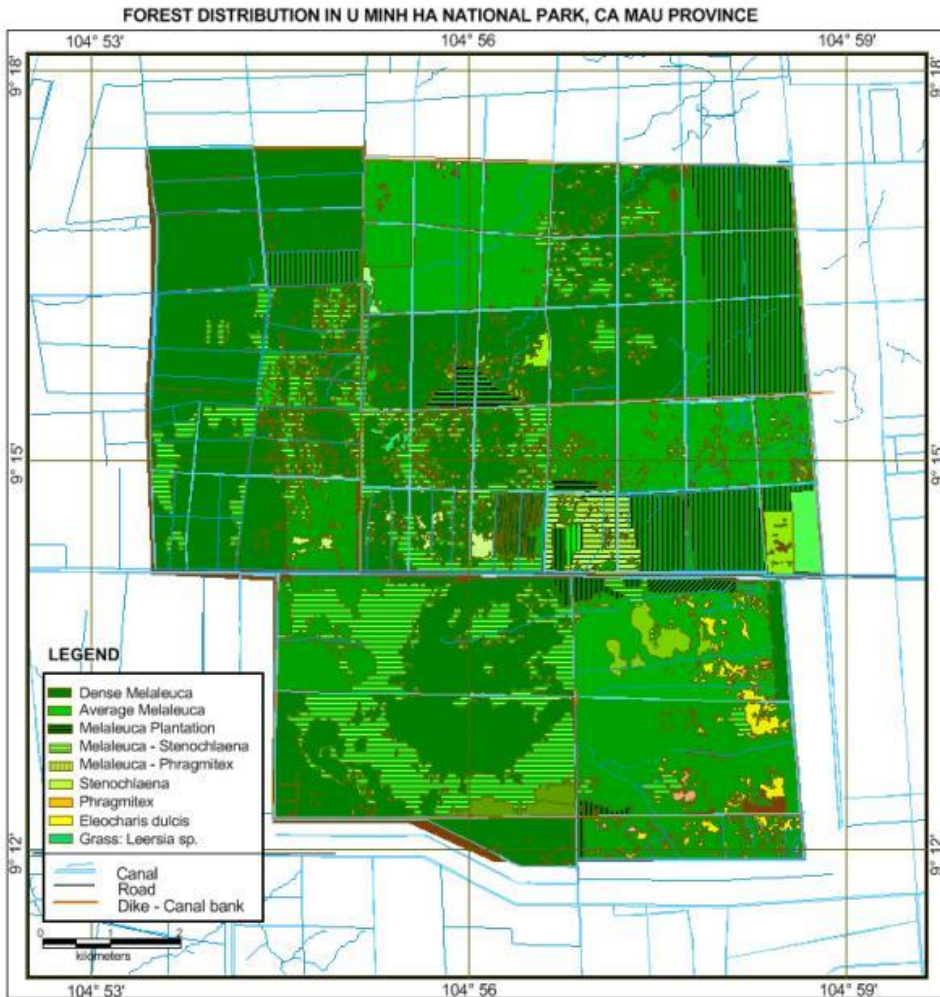 FOREST DISTRIBUTION IN U MINH HA NATIONAL PARK, CA MAU PROVINCE
104° 53' 104° 56 104° 59'
9° 18' 9° 18'
9° 15' 9° 15'
LEGEND
Dense Melaleuca
Average Melaleuca
Melaleuca Plantation
Melaleuca - Stenochlaena
Melaleuca - Phragmitex
Stenochlaena
Phragmitex
Eleocharis dulcis
Grass: Leersia sp.
9° 12' 9° 12'
Canal
Road
Dike - Canal bank
0 1 2
kilometers
104° 53' 104° 56 104° 59'